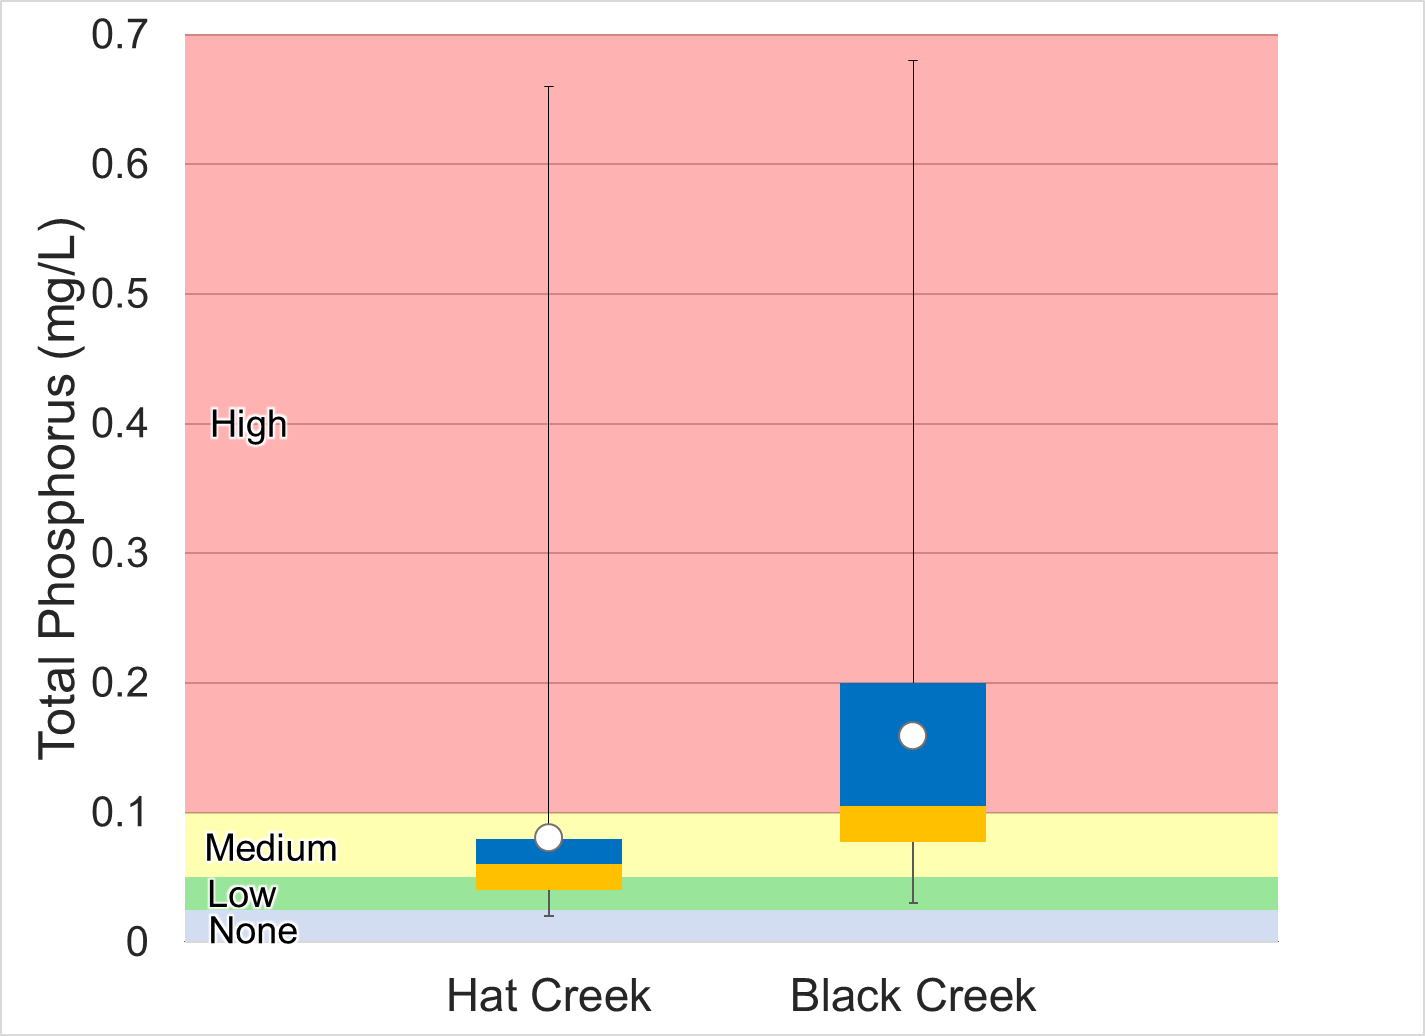 Total Phosphorus (mg/L)
0.7
0.6
0.5
0.4
0.3
0.2
0.1
0
High
Medium
Low
None
Hat Creek
Black Creek